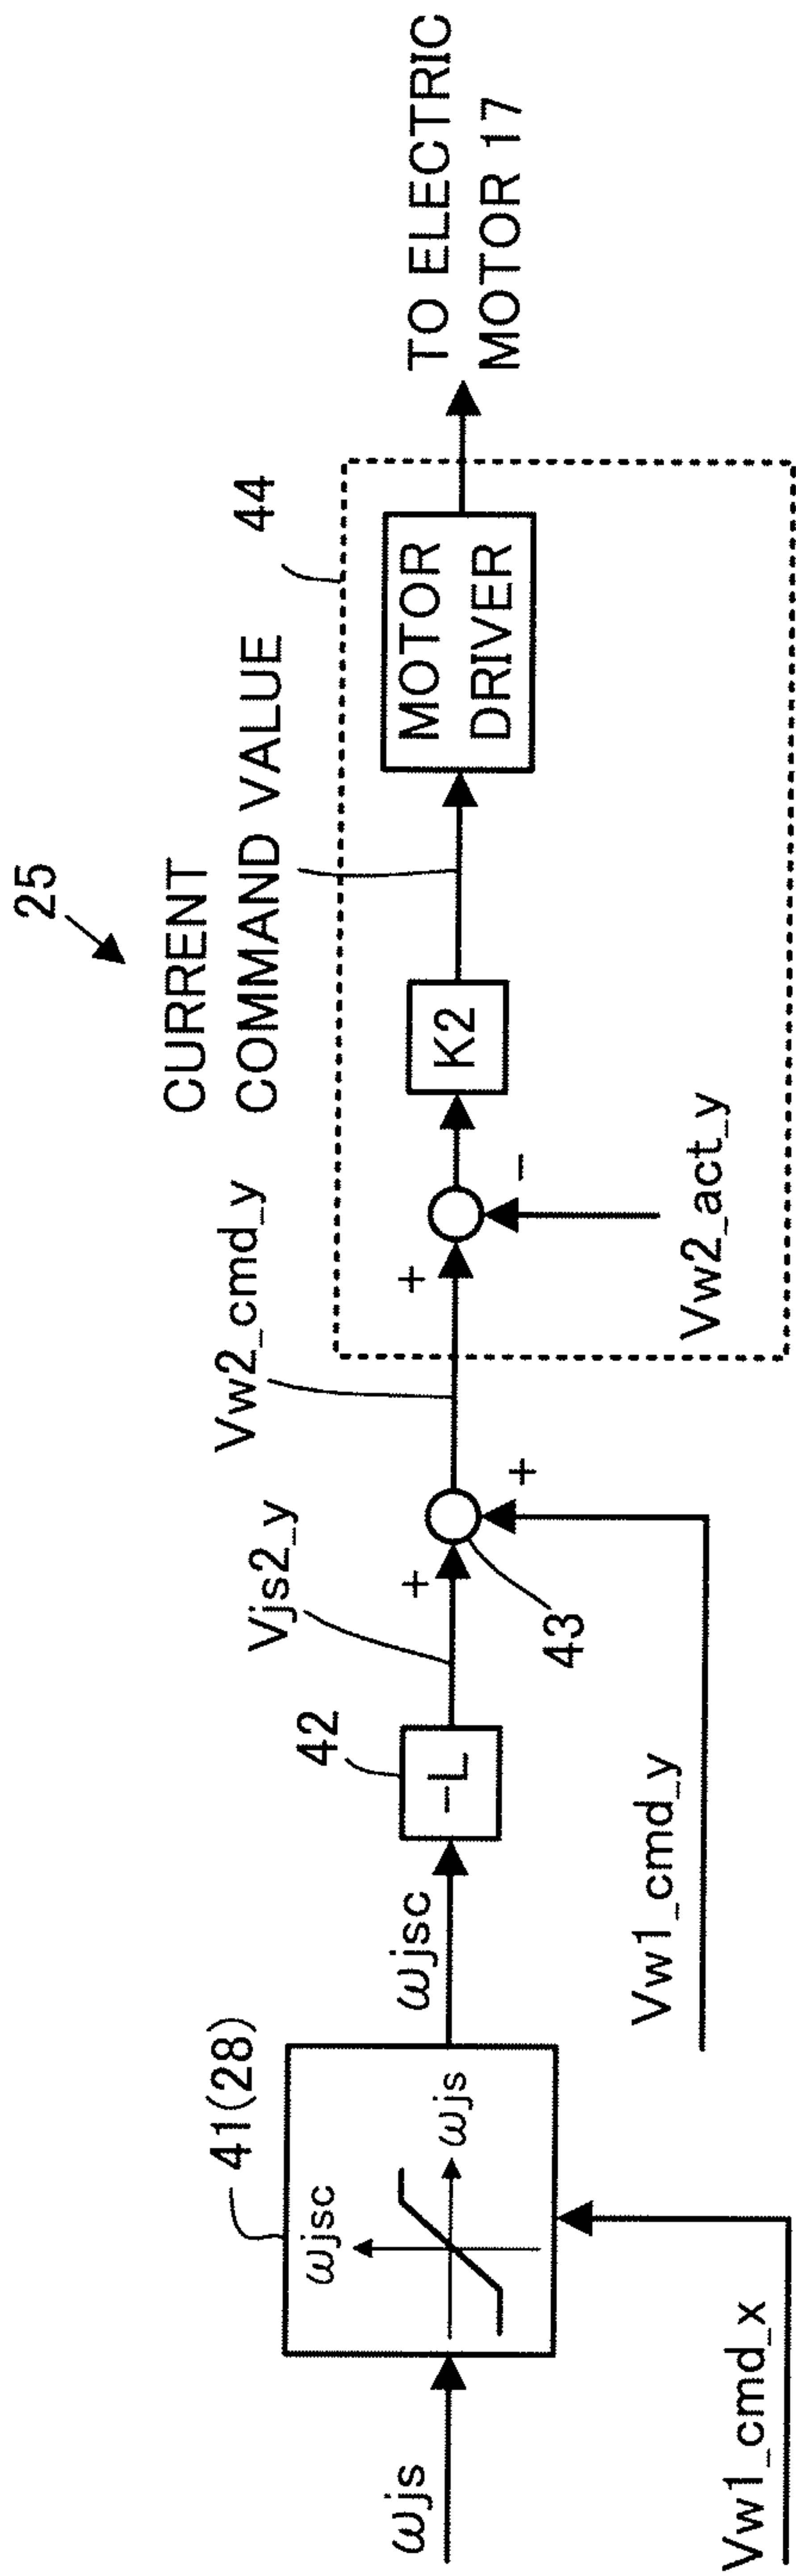 25
ωjs
41(28)
ωjsc
ωjs
Vw1_cmd_x
ωjsc
42
-L
Vjs2_y
+
+
43
Vw1_cmd_y
Vw2_cmd_y
+
-
Vw2_act_y
K2
CURRENT
COMMAND VALUE
44
MOTOR
DRIVER
TO ELECTRIC
MOTOR 17